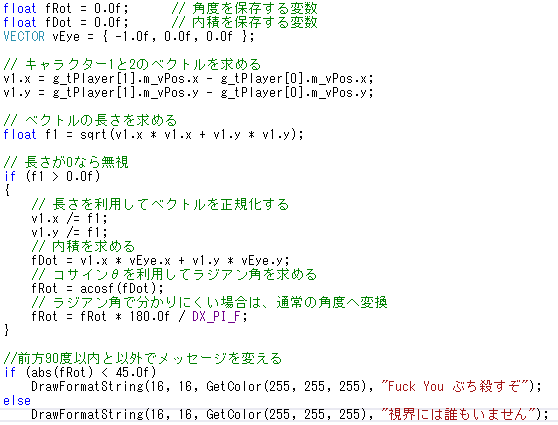 float fRot = 0.0f;     // 角度を保存する変数
float fDot = 0.0f;     // 内積を保存する変数
VECTOR vEye = { -1.0f, 0.0f, 0.0f };
// キャラクター1と2のベクトルを求める
v1.x = g_tPlayer[1].m_vPos.x - g_tPlayer[0].m_vPos.x;
v1.y = g_tPlayer[1].m_vPos.y - g_tPlayer[0].m_vPos.y;
// ベクトルの長さを求める
float f1 = sqrt(v1.x * v1.x + v1.y * v1.y);
// 長さが0なら無視
if (f1 > 0.0f)
{
    // 長さを利用してベクトルを正規化する
    v1.x /= f1;
    v1.y /= f1;
    // 内積を求める
    fDot = v1.x * vEye.x + v1.y * vEye.y;
    // コサインθを利用してラジアン角を求める
    fRot = acosf(fDot);
    // ラジアン角で分かりにくい場合は、通常の角度へ変換
    fRot = fRot * 180.0f / DX_PI_F;
}
//前方90度以内と以外でメッセージを変える
if (abs(fRot) < 45.0f)
    DrawFormatString(16, 16, GetColor(255, 255, 255), "Fuck You ぶち殺すぞ");
else
    DrawFormatString(16, 16, GetColor(255, 255, 255), "視界には誰もいません");